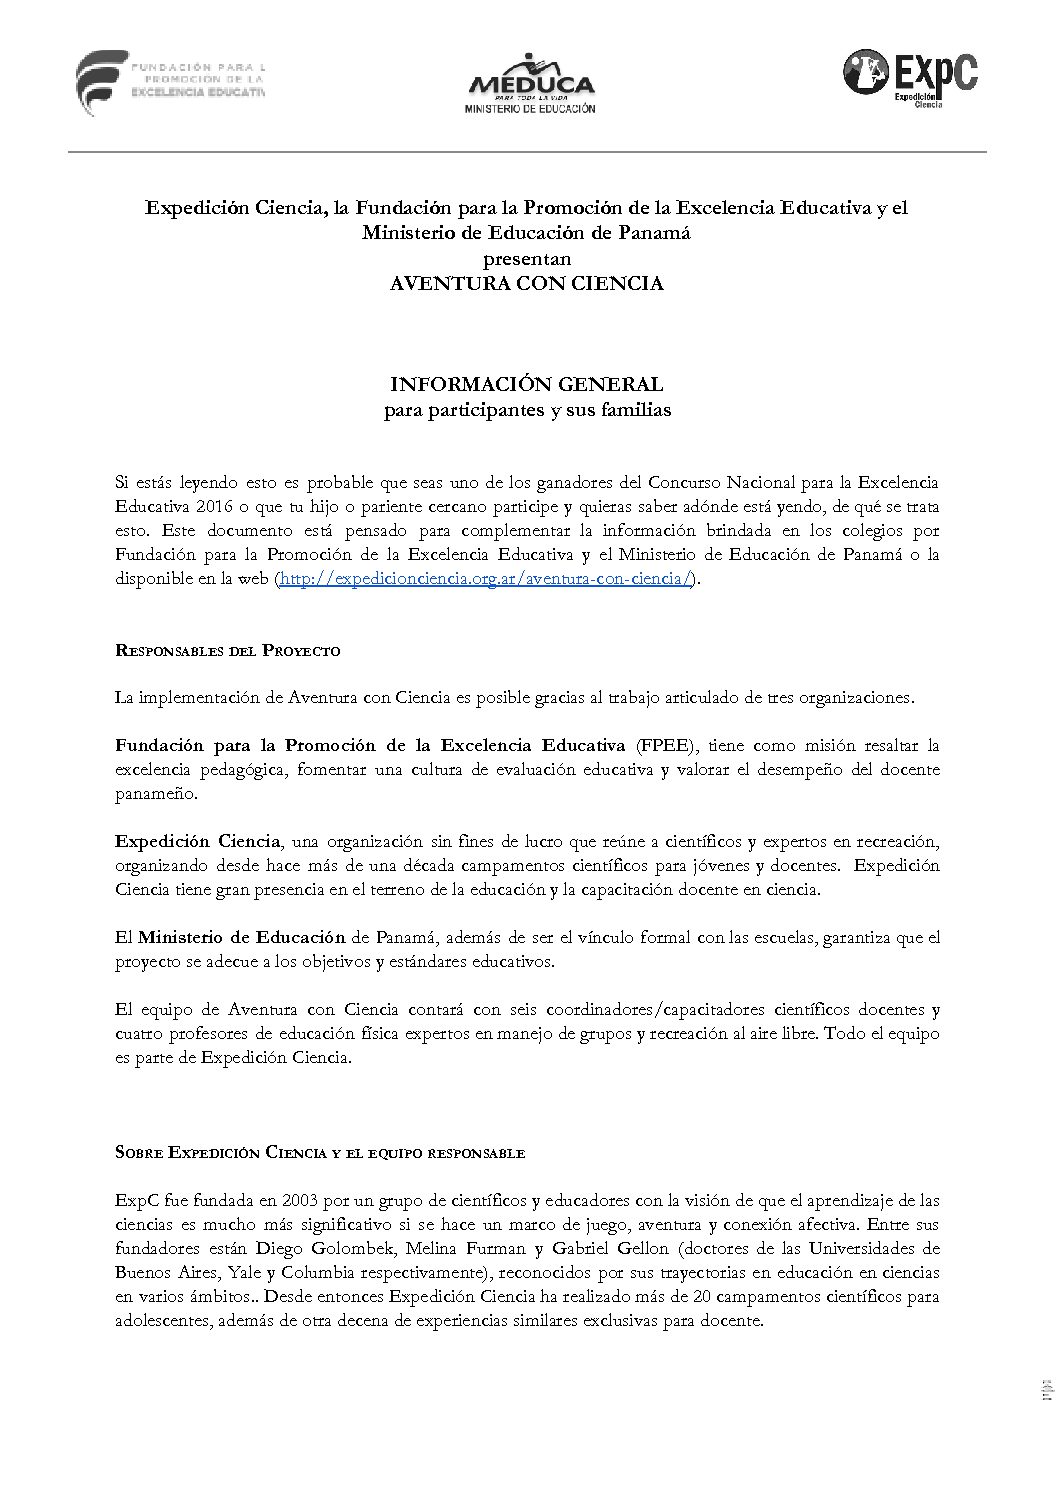 FUNDACIÓN PARA L
PROMOCIÓN DE LA
EXCELENCIA EDUCATIV
MEDUCA
PARA TODA LA VIDA
MINISTERIO DE EDUCACIÓN
ExpC
Expedición
Ciencia
Expedición Ciencia, la Fundación para la Promoción de la Excelencia Educativa y el
Ministerio de Educación de Panamá
presentan
AVENTURA CON CIENCIA
INFORMACIÓN GENERAL
para participantes y sus familias
Si estás leyendo esto es probable que seas uno de los ganadores del Concurso Nacional para la Excelencia
Educativa 2016 o que tu hijo o pariente cercano participe y quieras saber adónde está yendo, de qué se trata
esto. Este documento está pensado para complementar la información brindada en los colegios por
Fundación para la Promoción de la Excelencia Educativa y el Ministerio de Educación de Panamá o la
disponible en la web (http://expedicionciencia.org.ar/aventura-con-ciencia/).
RESPONSABLES DEL PROYECTO
La implementación de Aventura con Ciencia es posible gracias al trabajo articulado de tres organizaciones.
Fundación para la Promoción de la Excelencia Educativa (FPEE), tiene como misión resaltar la
excelencia pedagógica, fomentar una cultura de evaluación educativa y valorar el desempeño del docente
panameño.
Expedición Ciencia, una organización sin fines de lucro que reúne a científicos y expertos en recreación,
organizando desde hace más de una década campamentos científicos para jóvenes y docentes. Expedición
Ciencia tiene gran presencia en el terreno de la educación y la capacitación docente en ciencia.
El Ministerio de Educación de Panamá, además de ser el vínculo formal con las escuelas, garantiza que el
proyecto se adecue a los objetivos y estándares educativos.
El equipo de Aventura con Ciencia contará con seis coordinadores/capacitadores científicos docentes y
cuatro profesores de educación física expertos en manejo de grupos y recreación al aire libre. Todo el equipo
es parte de Expedición Ciencia.
SOBRE EXPEDICIÓN CIENCIA Y EL EQUIPO RESPONSABLE
ExpC fue fundada en 2003 por un grupo de científicos y educadores con la visión de que el aprendizaje de las
ciencias es mucho más significativo si se hace un marco de juego, aventura y conexión afectiva. Entre sus
fundadores están Diego Golombek, Melina Furman y Gabriel Gellon (doctores de las Universidades de
Buenos Aires, Yale y Columbia respectivamente), reconocidos por sus trayectorias en educación en ciencias
en varios ámbitos.. Desde entonces Expedición Ciencia ha realizado más de 20 campamentos científicos para
adolescentes, además de otra decena de experiencias similares exclusivas para docente.